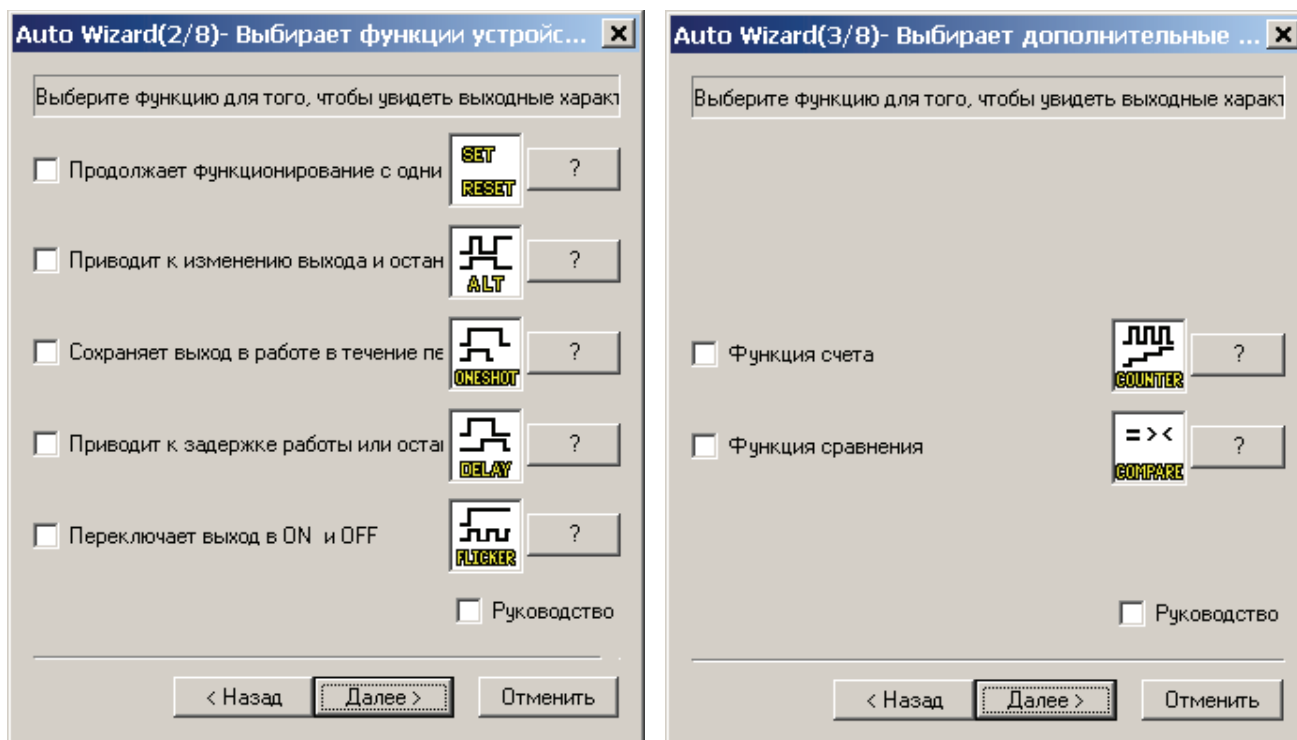 Auto Wizard(2/8)- Выбирает функции устройс...
Выберите функцию для того, чтобы увидеть выходные характ
Продолжает функционирование с одни
SET
RESET
?
Приводит к изменению выхода и остан
ALT
?
Сохраняет выход в работе в течение пе
ONESHOT
?
Приводит к задержке работы или оста
DELAY
?
Переключает выход в ON и OFF
FLICKER
?
Руководство
< Назад
Далее >
Отменить
Auto Wizard(3/8)- Выбирает дополнительные ...
Выберите функцию для того, чтобы увидеть выходные характ
Функция счета
COUNTER
?
Функция сравнения
= > <
COMPARE
?
Руководство
< Назад
Далее >
Отменить